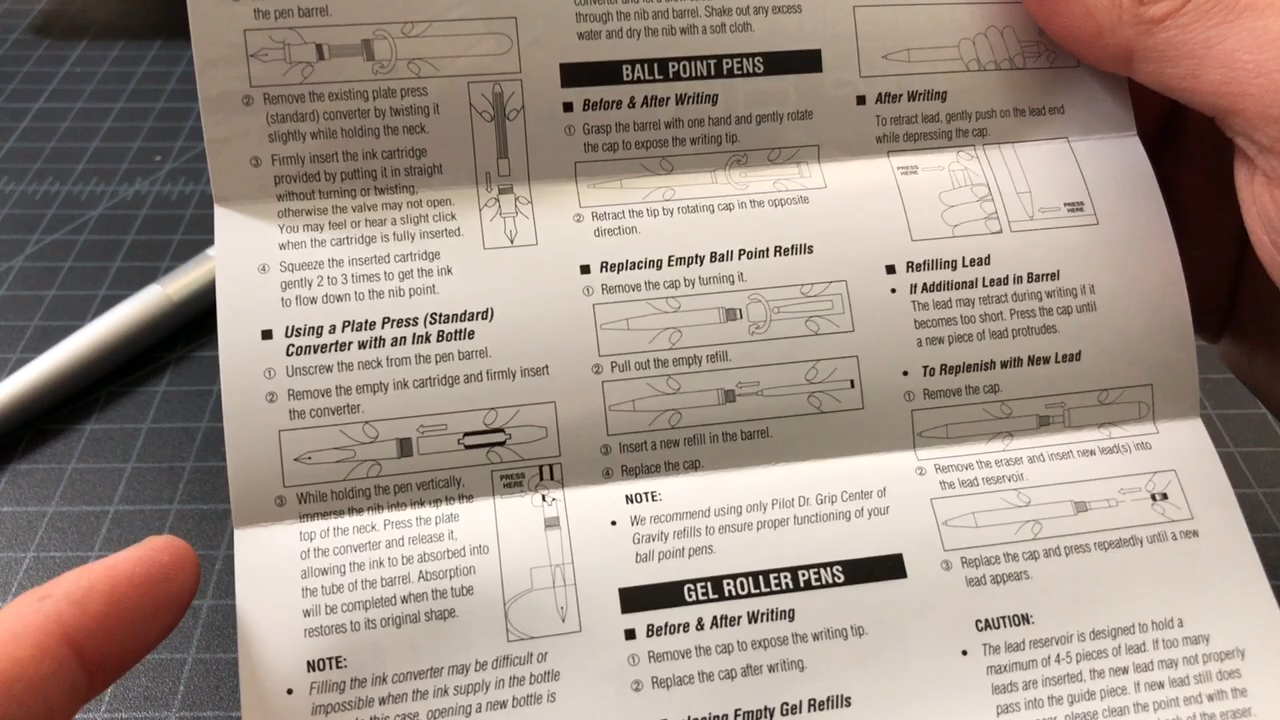 the pen barrel.
② Remove the existing plate press
(standard) converter by twisting it
slightly while holding the neck.
③ Firmly insert the ink cartridge
provided by putting it in straight
without turning or twisting,
otherwise the valve may not open.
You may feel or hear a slight click
when the cartridge is fully inserted.
④ Squeeze the inserted cartridge
gently 2 to 3 times to get the ink
to flow down to the nib point.
■ Using a Plate Press (Standard)
Converter with an Ink Bottle
① Unscrew the neck from the pen barrel.
② Remove the empty ink cartridge and firmly insert
the converter.
③ While holding the pen vertically,
immerse the nib into ink up to the
top of the neck. Press the plate
of the converter and release it,
allowing the ink to be absorbed into
the tube of the barrel. Absorption
will be completed when the tube
restores to its original shape.
PRESS
HERE
NOTE:
• Filling the ink converter may be difficult or
impossible when the ink supply in the bottle
this case, opening a new bottle is
through the nib and barrel. Shake out any excess
water and dry the nib with a soft cloth.
BALL POINT PENS
■ Before & After Writing
① Grasp the barrel with one hand and gently rotate
the cap to expose the writing tip.
② Retract the tip by rotating cap in the opposite
direction.
■ Replacing Empty Ball Point Refills
① Remove the cap by turning it.
② Pull out the empty refill.
③ Insert a new refill in the barrel.
④ Replace the cap.
NOTE:
• We recommend using only Pilot Dr. Grip Center of
Gravity refills to ensure proper functioning of your
ball point pens.
GEL ROLLER PENS
■ Before & After Writing
① Remove the cap to expose the writing tip.
② Replace the cap after writing.
Empty Gel Refills
■ After Writing
To retract lead, gently push on the lead end
while depressing the cap.
PRESS
HERE
PRESS
HERE
■ Refilling Lead
• If Additional Lead in Barrel
The lead may retract during writing if it
becomes too short. Press the cap until
a new piece of lead protrudes.
• To Replenish with New Lead
① Remove the cap.
② Remove the eraser and insert new lead(s) into
the lead reservoir.
③ Replace the cap and press repeatedly until a new
lead appears.
CAUTION:
• The lead reservoir is designed to hold a
maximum of 4-5 pieces of lead. If too many
leads are inserted, the new lead may not properly
pass into the guide piece. If new lead still does
please clean the point end with the
the eraser.